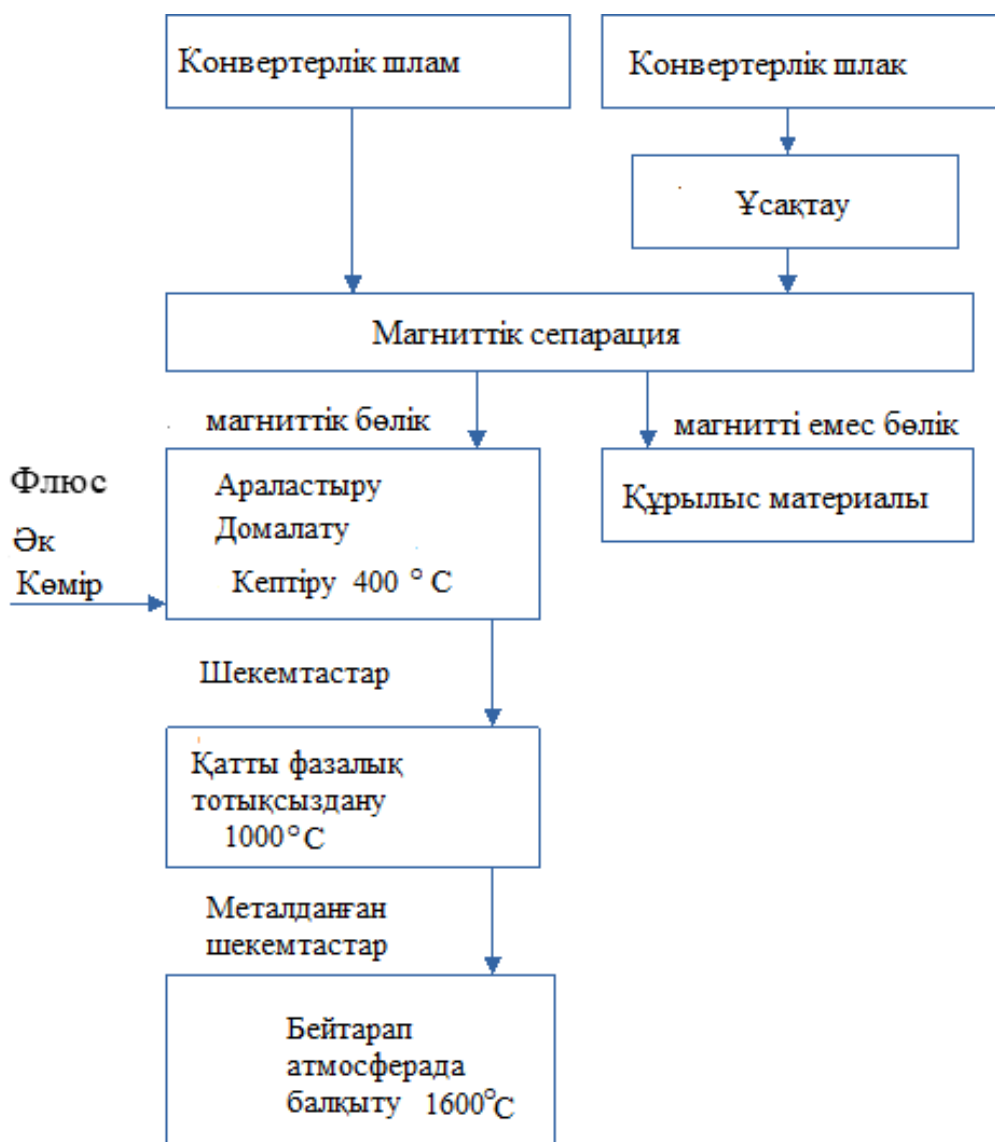 Конвертерлік шлам
Конвертерлік шлак
Ұсақтау
Магниттік сепарация
магниттік бөлік
магнитті емес бөлік
Флюс
Әк
Көмір
Араластыру
Домалату
Кептіру 400 ° С
Құрылыс материалы
Шекемтастар
Қатты фазалық
тотықсыздану
1000°С
Металданған
шекемтастар
Бейтарап
атмосферада
балқыту 1600°С